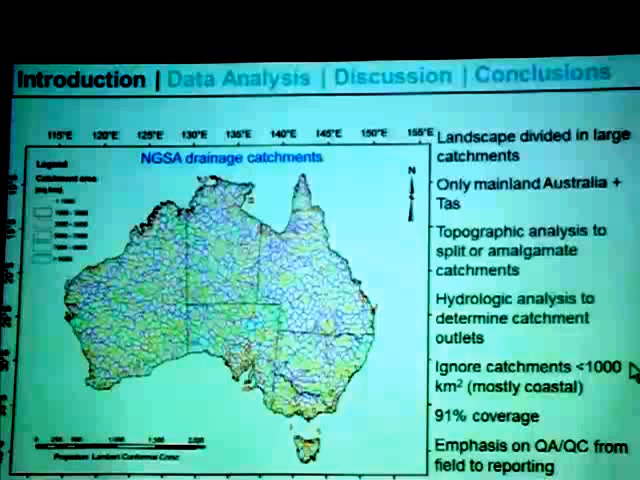 Introduction | Data Analysis | Discussion | Conclusions
115°E 120°E 125°E 130°E 135°E 140°E 145°E 150°E 155°E
Legend
NGSA drainage catchments
Catchment area
N
Landscape divided in large
catchments
Only mainland Australia +
Tas
Topographic analysis to
split or amalgamate
catchments
Hydrologic analysis to
determine catchment
outlets
Ignore catchments <1000
km² (mostly coastal)
91% coverage
Emphasis on QA/QC from
field to reporting
Projection: Lambert Conformal Conic